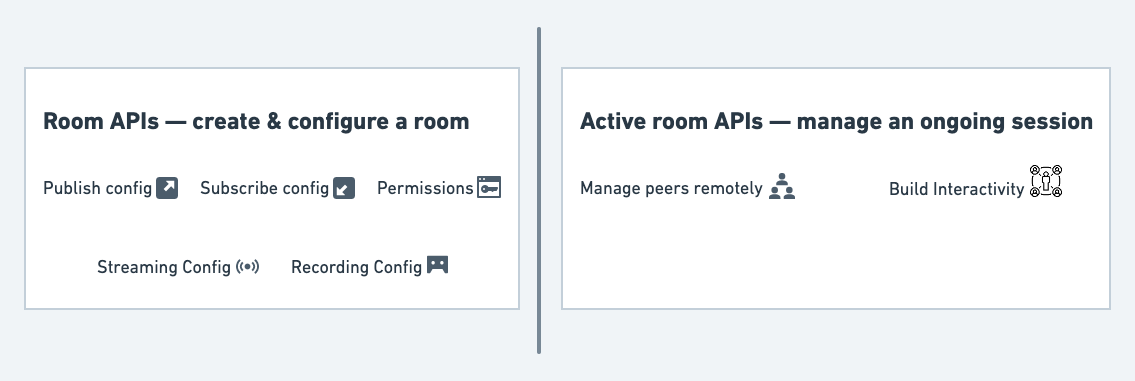 Room APIs — create & configure a room
Publish config Subscribe config Permissions
Streaming Config Recording Config
Active room APIs — manage an ongoing session
Manage peers remotely Build Interactivity